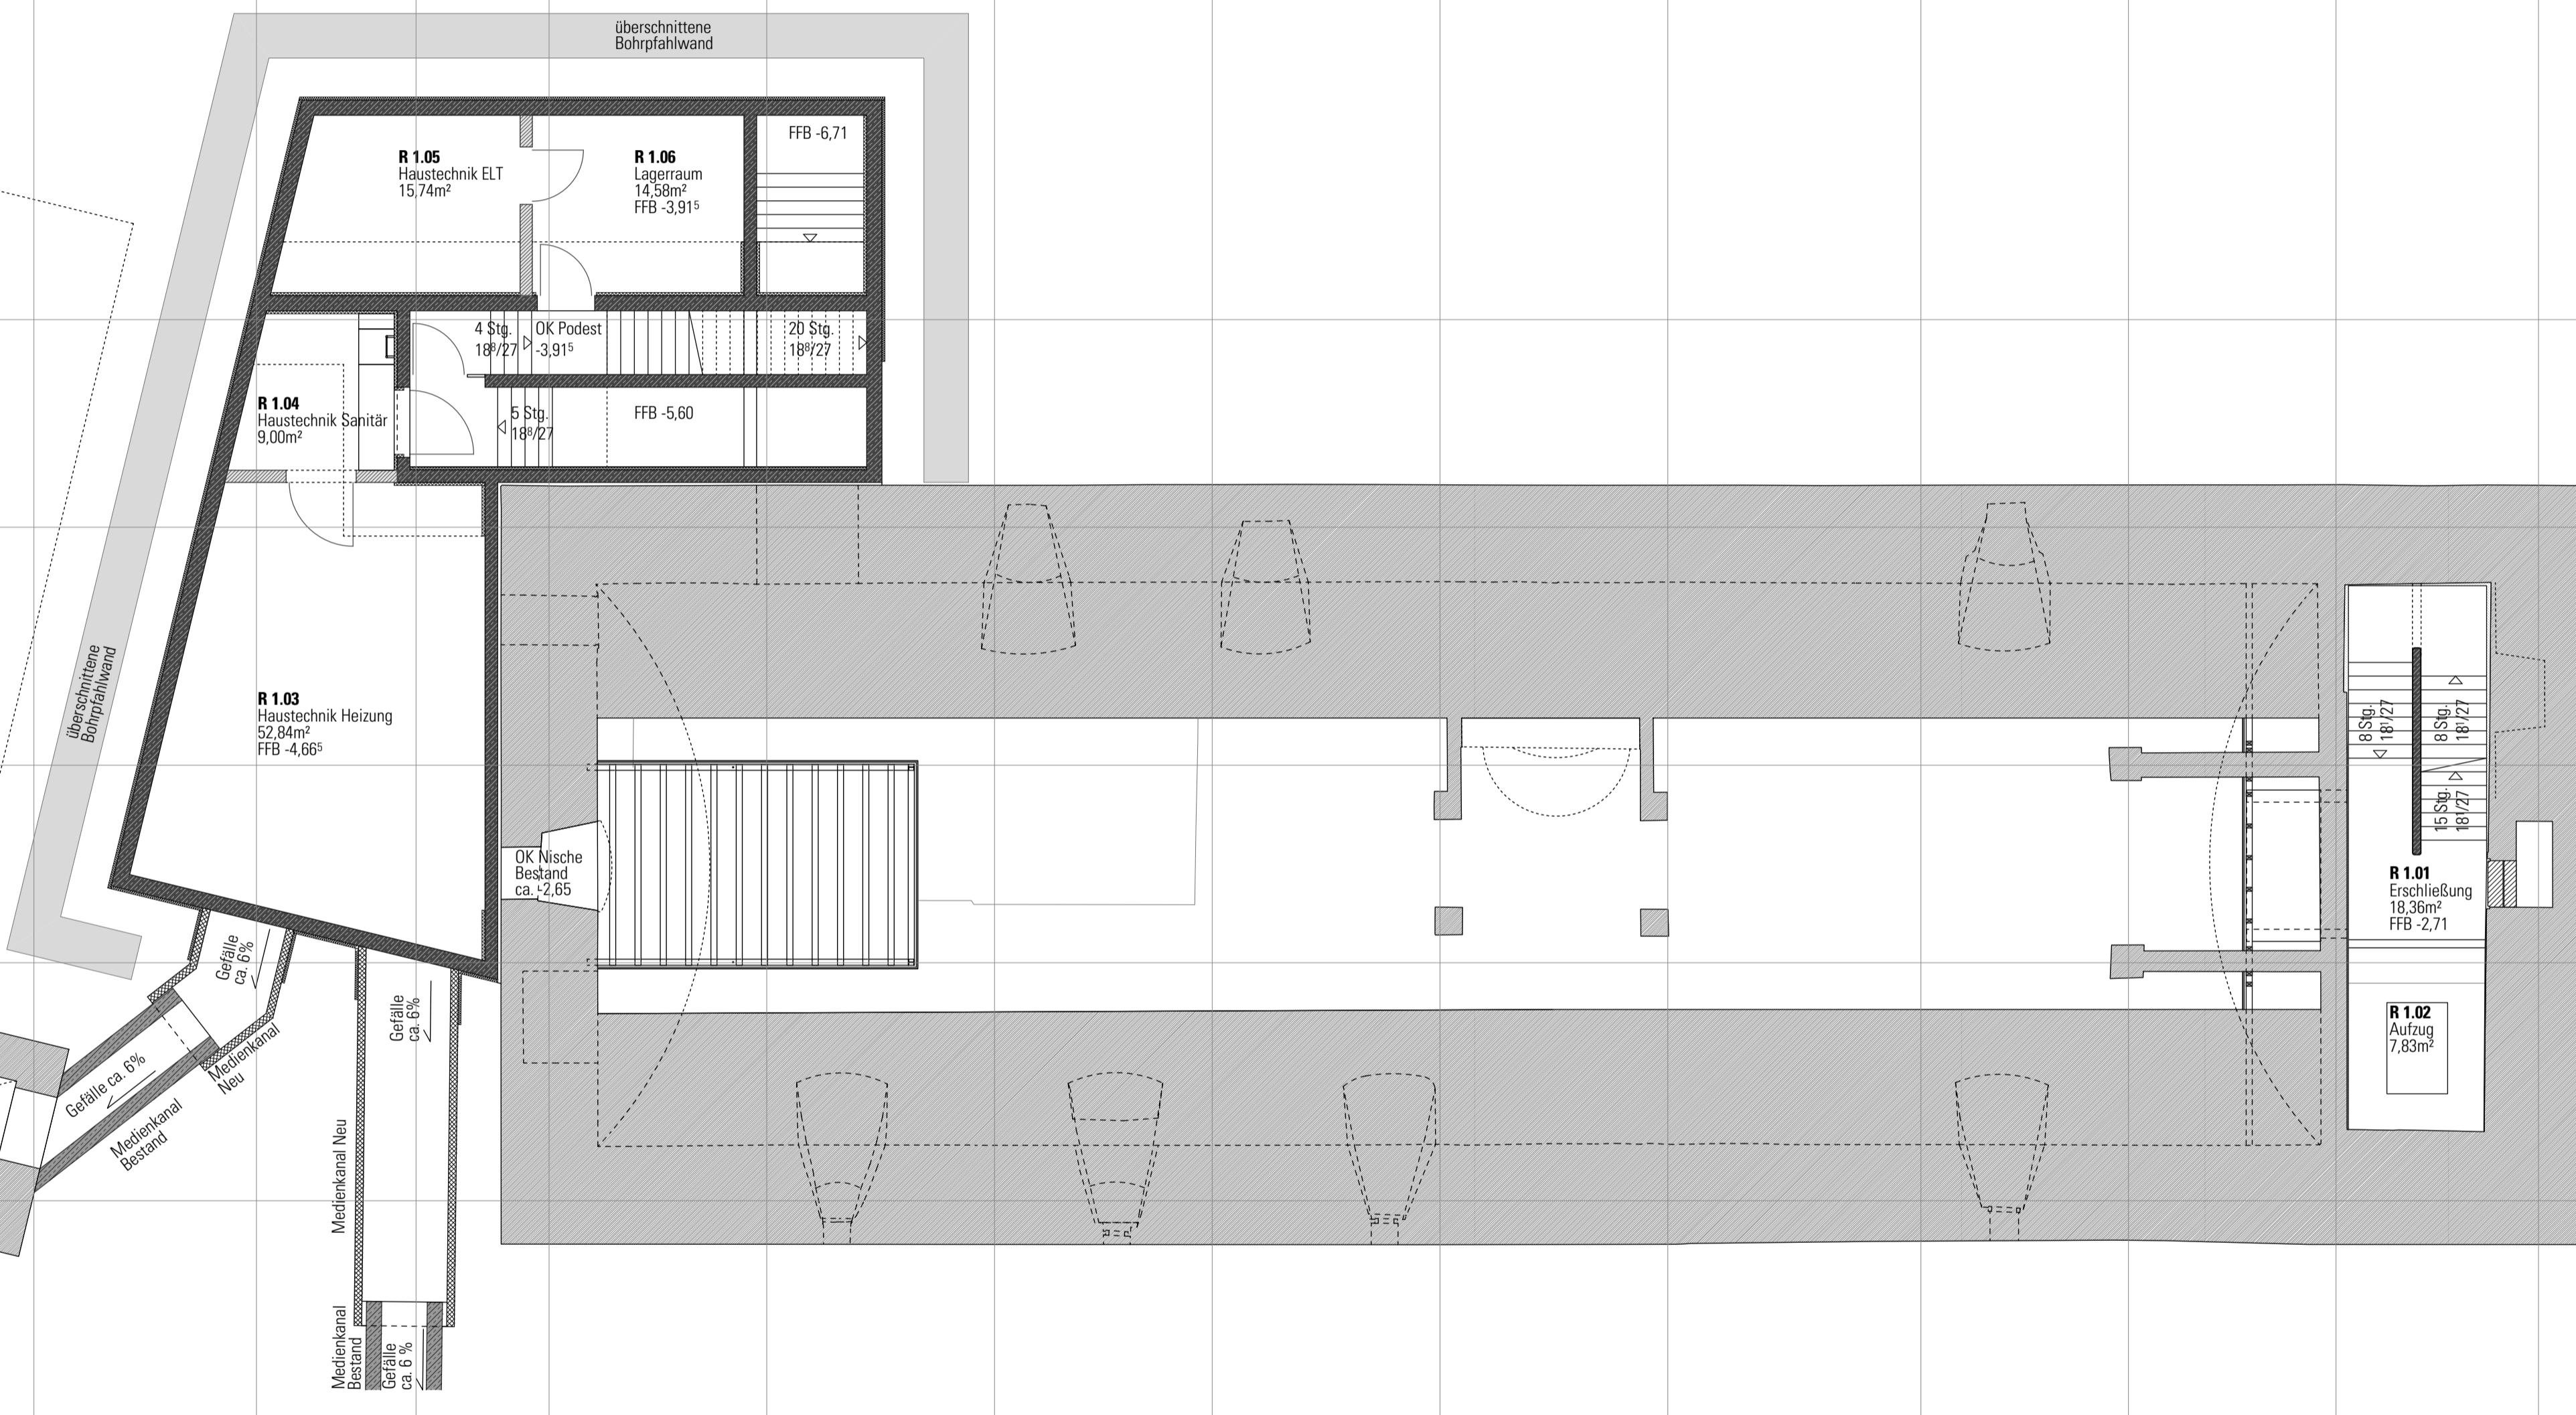 überschnittene
Bohrpfahlwand
R 1.05
Haustechnik ELT
15,74m²
R 1.06
Lagerraum
14,58m²
FFB -3,91⁵
FFB -6,71
4 Stg.
18⁸/27
OK Podest
-3,91⁵
20 Stg.
18⁸/27
5 Stg.
18⁸/27
FFB -5,60
R 1.04
Haustechnik Sanitär
9,00m²
überschnittene
Bohrpfahlwand
R 1.03
Haustechnik Heizung
52,84m²
FFB -4,66⁵
OK Nische
Bestand
ca. -2,65
8 Stg.
18¹/27
8 Stg.
18¹/27
15 Stg.
18¹/27
R 1.01
Erschließung
18,36m²
FFB -2,71
R 1.02
Aufzug
7,83m²
Gefälle
ca. 6%
Gefälle
ca. 6%
Gefälle ca. 6%
Medienkanal
Neu
Medienkanal
Bestand
Medienkanal Neu
Medienkanal
Bestand
Gefälle
ca. 6 %